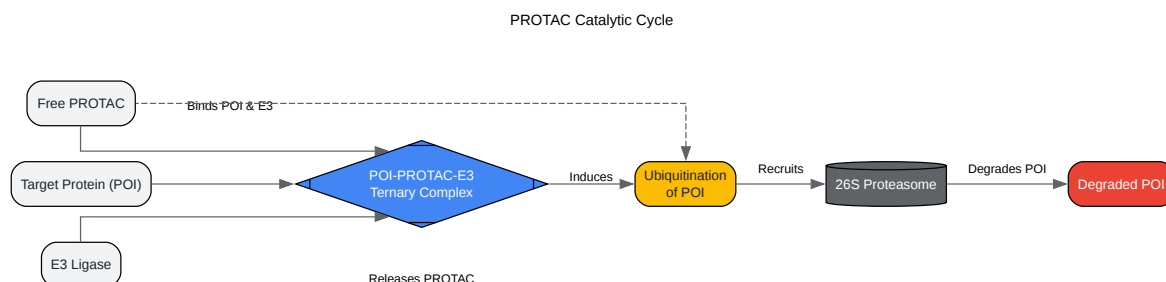 PROTAC Catalytic Cycle
Free PROTAC
Binds POI & E3
Target Protein (POI)
POI-PROTAC-E3
Ternary Complex
Induces
Ubiquitination
of POI
Recruits
26S Proteasome
Degrades POI
Degraded POI
E3 Ligase
Releases PROTAC